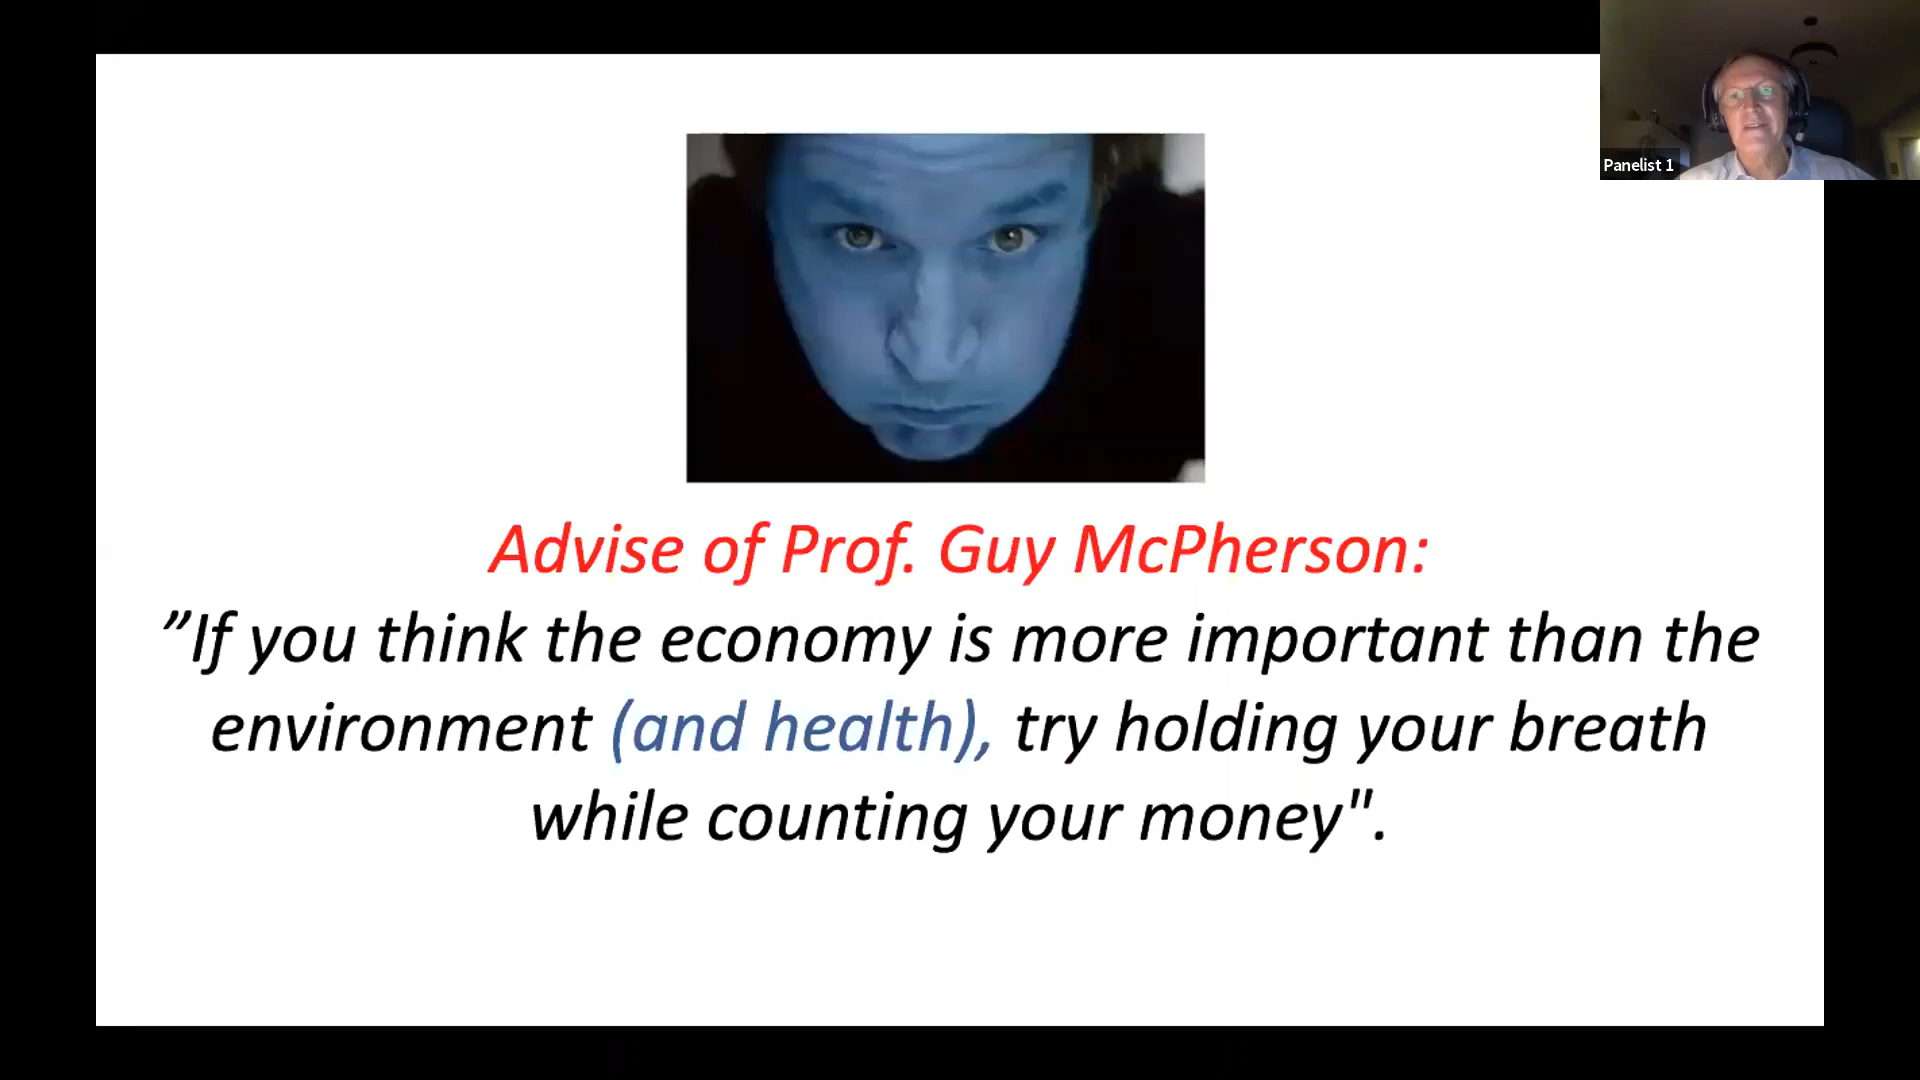 Panelist 1
Advise of Prof. Guy McPherson:
”If you think the economy is more important than the
environment (and health), try holding your breath
while counting your money".